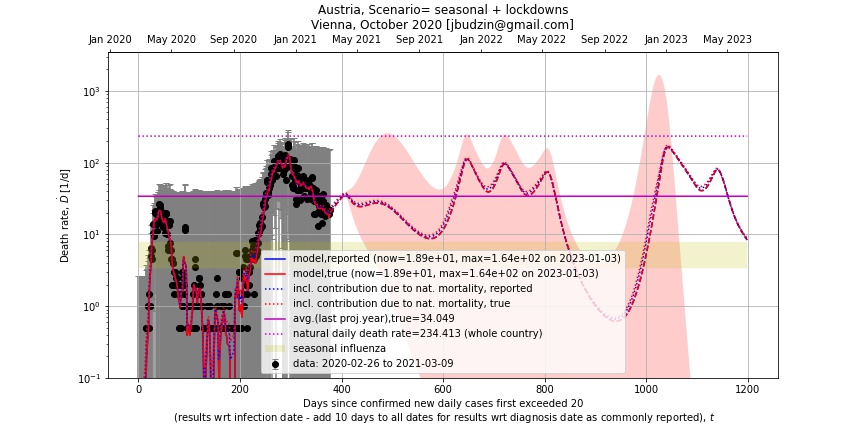 Austria, Scenario= seasonal + lockdowns
Vienna, October 2020 [jbudzin@gmail.com]
Jan 2020 May 2020 Sep 2020 Jan 2021 May 2021 Sep 2021 Jan 2022 May 2022 Sep 2022 Jan 2023 May 2023
10³
10²
10¹
10⁰
10⁻¹
Death rate, D [1/d]
model,reported (now=1.89e+01, max=1.64e+02 on 2023-01-03)
model,true (now=1.89e+01, max=1.64e+02 on 2023-01-03)
incl. contribution due to nat. mortality, reported
incl. contribution due to nat. mortality, true
avg.(last proj.year),true=34.049
natural daily death rate=234.413 (whole country)
seasonal influenza
data: 2020-02-26 to 2021-03-09
0 200 400 600 800 1000 1200
Days since confirmed new daily cases first exceeded 20
(results wrt infection date - add 10 days to all dates for results wrt diagnosis date as commonly reported), t